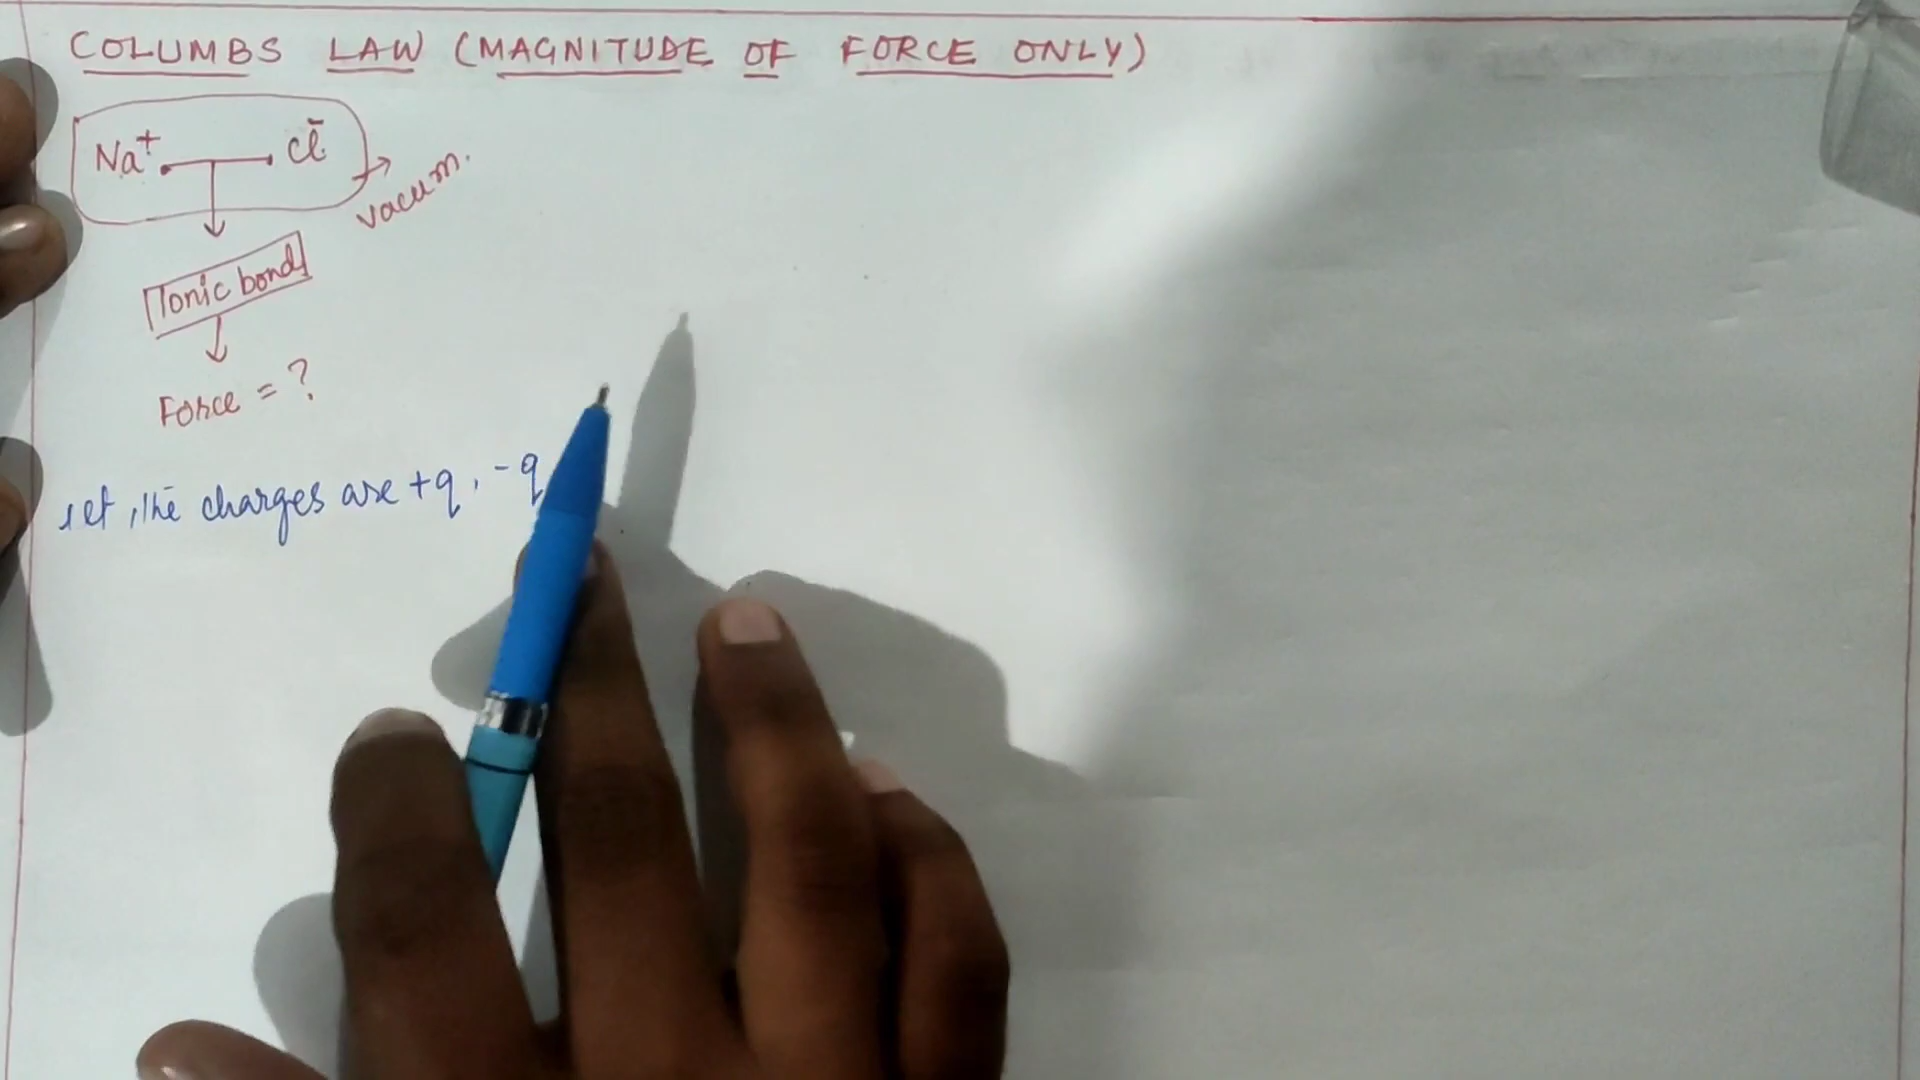 COLUMBS LAW (MAGNITUDE OF FORCE ONLY)
Na⁺ Cl⁻
vacum.
Ionic bond
Force = ?
let, the charges are +q, -q